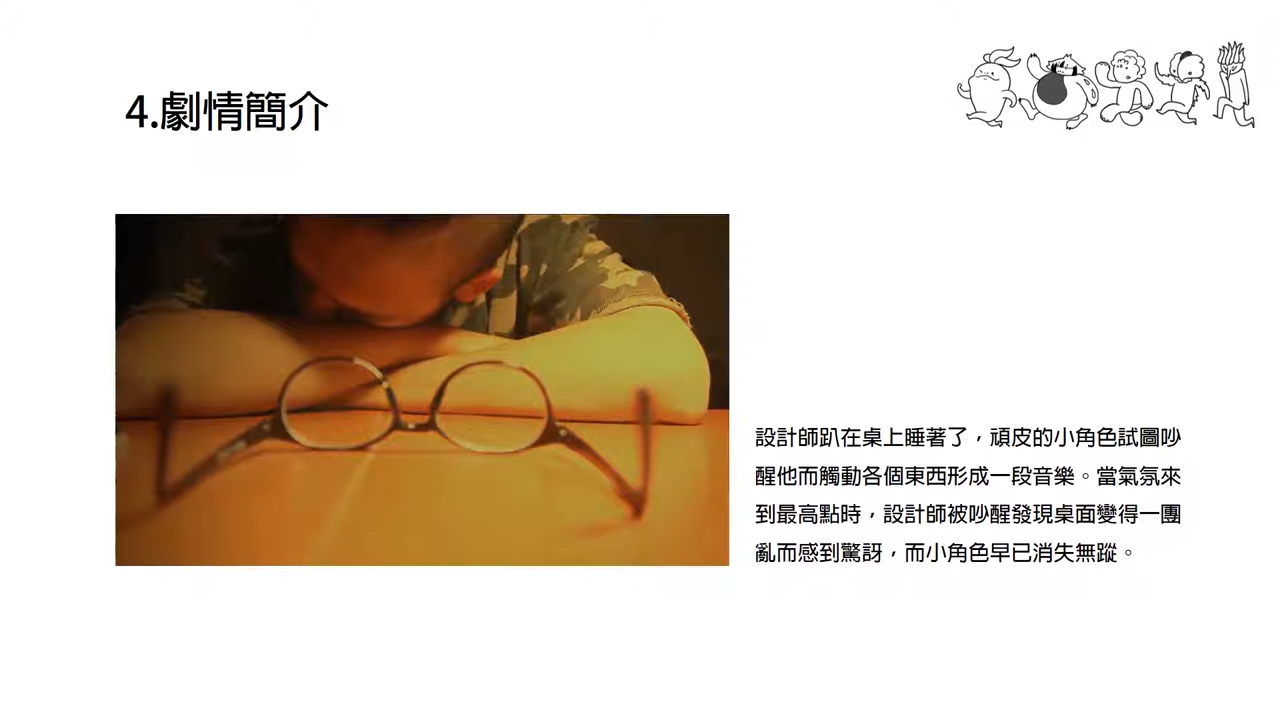 4.劇情簡介
設計師趴在桌上睡著了，頑皮的小角色試圖吵
醒他而觸動各個東西形成一段音樂。當氣氛來
到最高點時，設計師被吵醒發現桌面變得一團
亂而感到驚訝，而小角色早已消失無蹤。